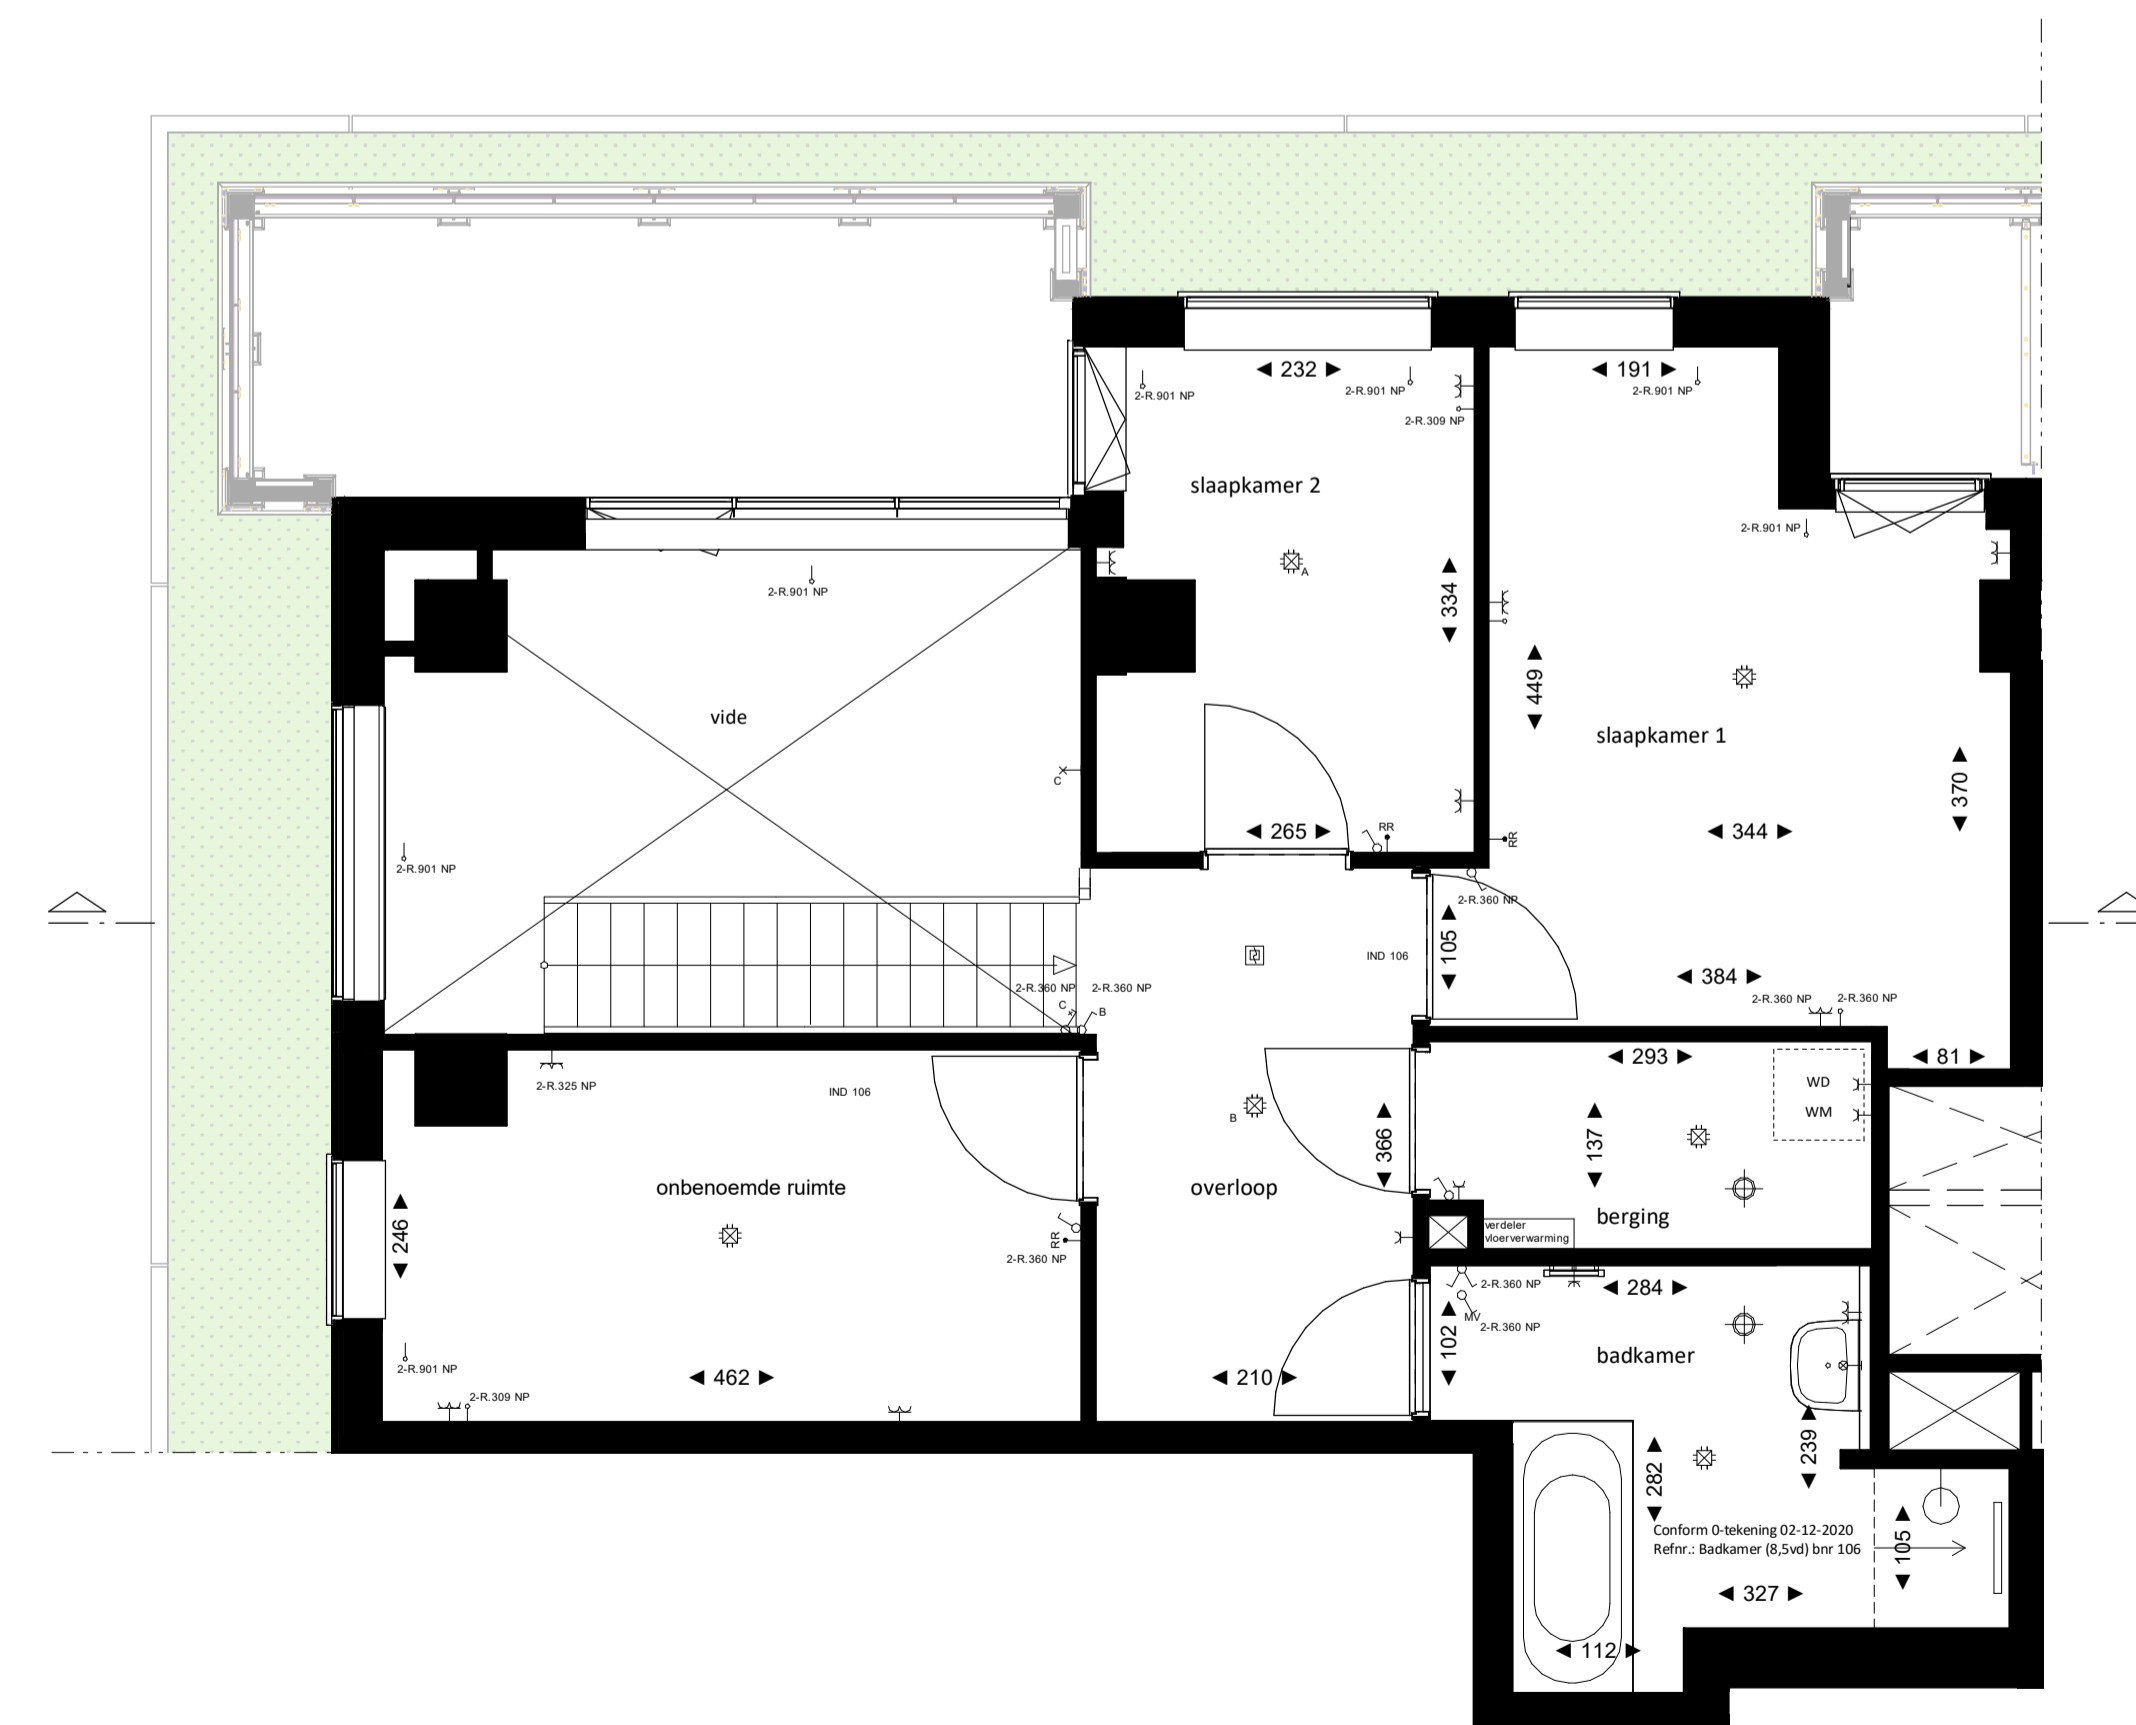 ◄ 232 ►
◄ 191 ►
2-R.901 NP
2-R.901 NP
2-R.901 NP
2-R.309 NP
slaapkamer 2
2-R.901 NP
A
2-R.901 NP
◄ 334 ►
◄ 449 ►
vide
slaapkamer 1
C
◄ 370 ►
RR
◄ 265 ►
RR
◄ 344 ►
2-R.901 NP
2-R.360 NP
◄ 105 ►
IND 106
◄ 384 ►
2-R.360 NP
2-R.360 NP
2-R.360 NP
2-R.360 NP
C
B
◄ 293 ►
◄ 81 ►
2-R.325 NP
IND 106
WD
WM
B
◄ 366 ►
◄ 137 ►
onbenoemde ruimte
overloop
berging
verdeler
vloerverwarming
◄ 246 ►
RR
2-R.360 NP
2-R.360 NP
◄ 284 ►
MV
2-R.360 NP
◄ 102 ►
badkamer
2-R.901 NP
◄ 462 ►
◄ 210 ►
2-R.309 NP
◄ 239 ►
◄ 282 ►
Conform 0-tekening 02-12-2020
Refnr.: Badkamer (8,5vd) bnr 106
◄ 105 ►
◄ 327 ►
◄ 112 ►